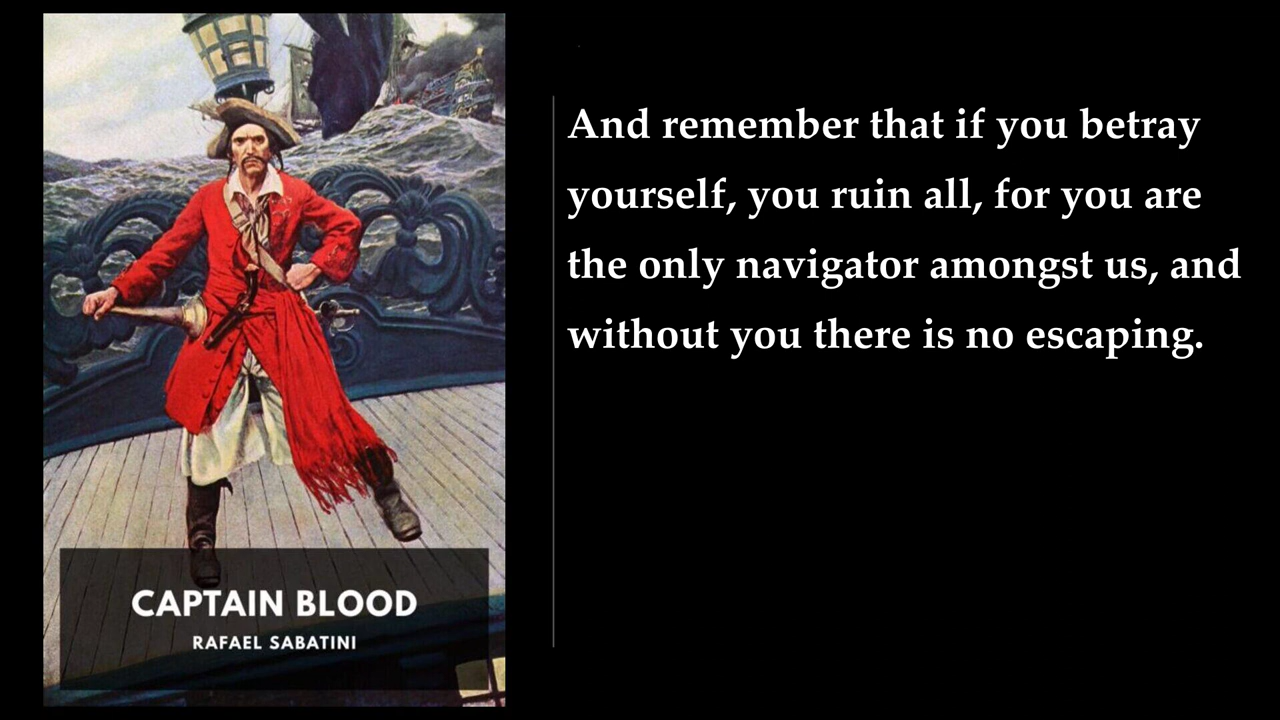 CAPTAIN BLOOD
RAFAEL SABATINI
And remember that if you betray
yourself, you ruin all, for you are
the only navigator amongst us, and
without you there is no escaping.